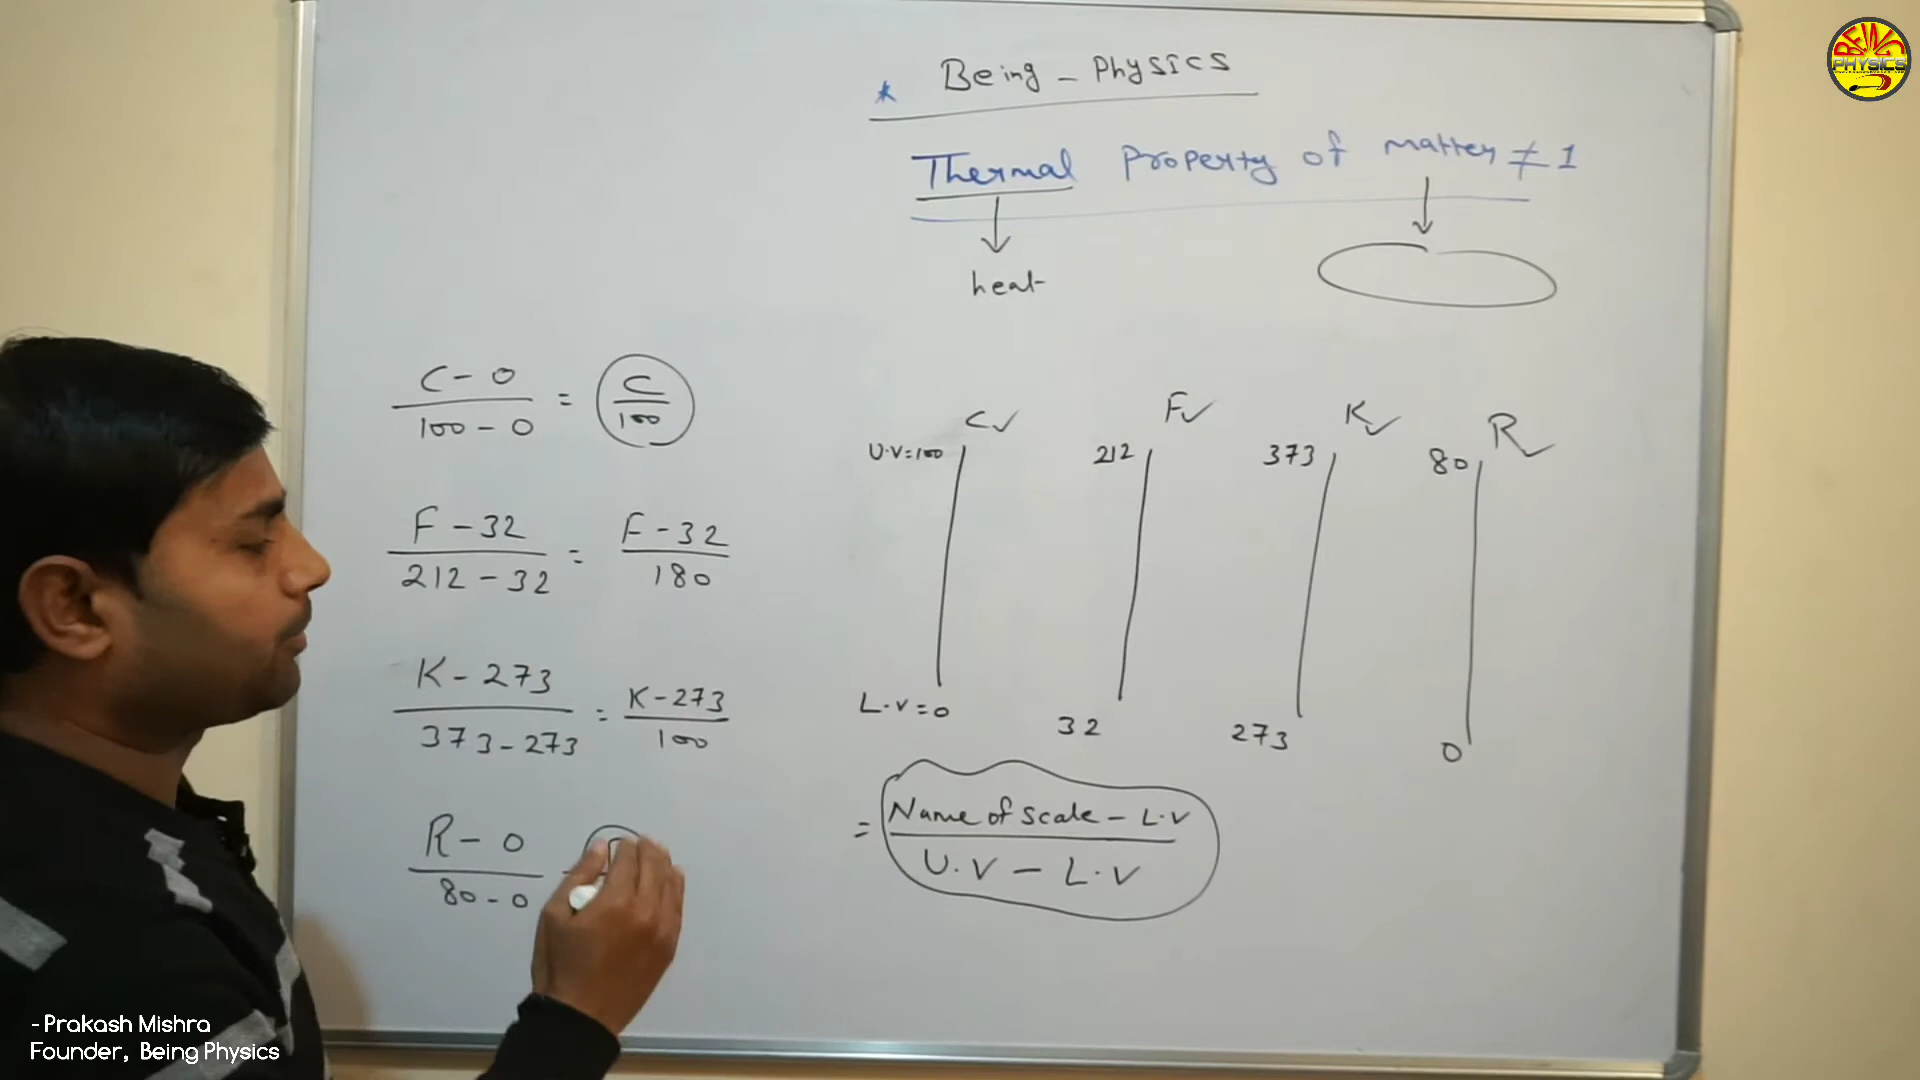 BEING
PHYSICS
* Being - Physics
Thermal Property of matter ≠ 1
heat
C - 0 / 100 - 0 = C / 100
F - 32 / 212 - 32 = F - 32 / 180
K - 273 / 373 - 273 = K - 273 / 100
R - 0 / 80 - 0
C✓ F✓ K✓ R✓
U.V=100 212 373 80
L.V=0 32 273 0
= Name of scale - L.V / U.V - L.V
- Prakash Mishra
Founder, Being Physics